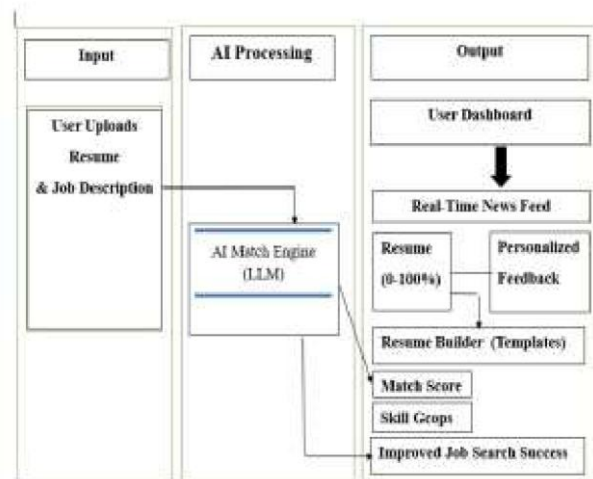 Input
AI Processing
Output
User Uploads
Resume
& Job Description
AI Match Engine
(LLM)
User Dashboard
Real-Time News Feed
Resume
(0-100%)
Personalized
Feedback
Resume Builder (Templates)
Match Score
Skill Gcops
Improved Job Search Success